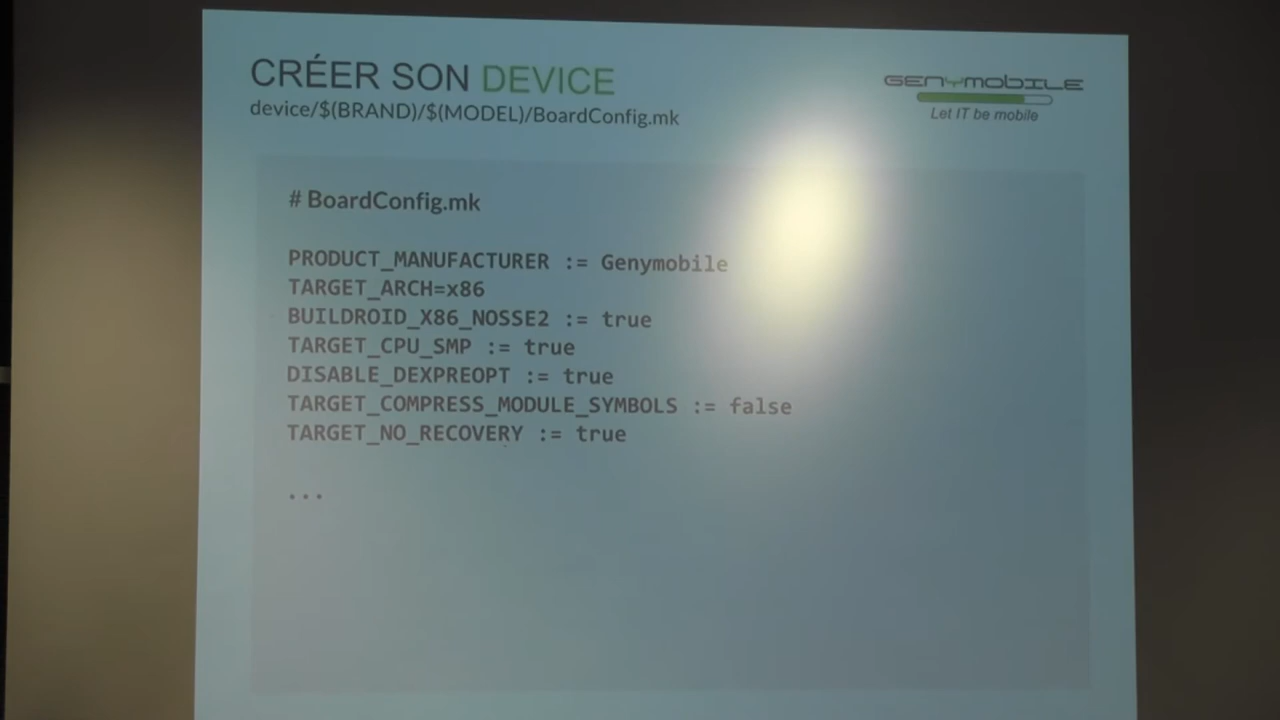 CRÉER SON DEVICE
device/$(BRAND)/$(MODEL)/BoardConfig.mk
GENYMOBILE
Let IT be mobile
# BoardConfig.mk
PRODUCT_MANUFACTURER := Genymobile
TARGET_ARCH=x86
BUILDROID_X86_NOSSE2 := true
TARGET_CPU_SMP := true
DISABLE_DEXPREOPT := true
TARGET_COMPRESS_MODULE_SYMBOLS := false
TARGET_NO_RECOVERY := true
...